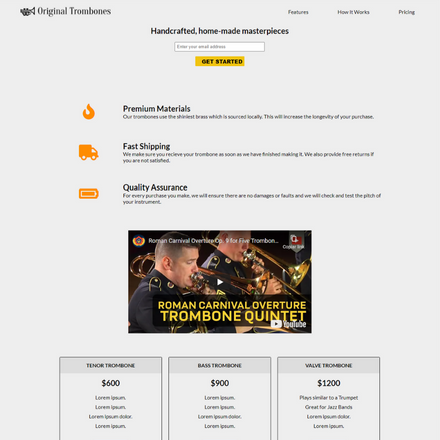 Original Trombones
Features
How It Works
Pricing
Handcrafted, home-made masterpieces
Enter your email address
GET STARTED
Premium Materials
Our trombones use the shiniest brass which is sourced locally. This will increase the longevity of your purchase.
Fast Shipping
We make sure you recieve your trombone as soon as we have finished making it. We also provide free returns if
you are not satisfied.
Quality Assurance
For every purchase you make, we will ensure there are no damages or faults and we will check and test the pitch of
your instrument.
Roman Carnival Overture Op. 9 for Five Trombon...
Copier link
ROMAN CARNIVAL OVERTURE
TROMBONE QUINTET
YouTube
TENOR TROMBONE
$600
Lorem ipsum.
Lorem ipsum.
Lorem ipsum dolor.
Lorem ipsum.
BASS TROMBONE
$900
Lorem ipsum.
Lorem ipsum.
Lorem ipsum dolor.
Lorem ipsum.
VALVE TROMBONE
$1200
Plays similar to a Trumpet
Great for Jazz Bands
Lorem ipsum dolor.
Lorem ipsum.